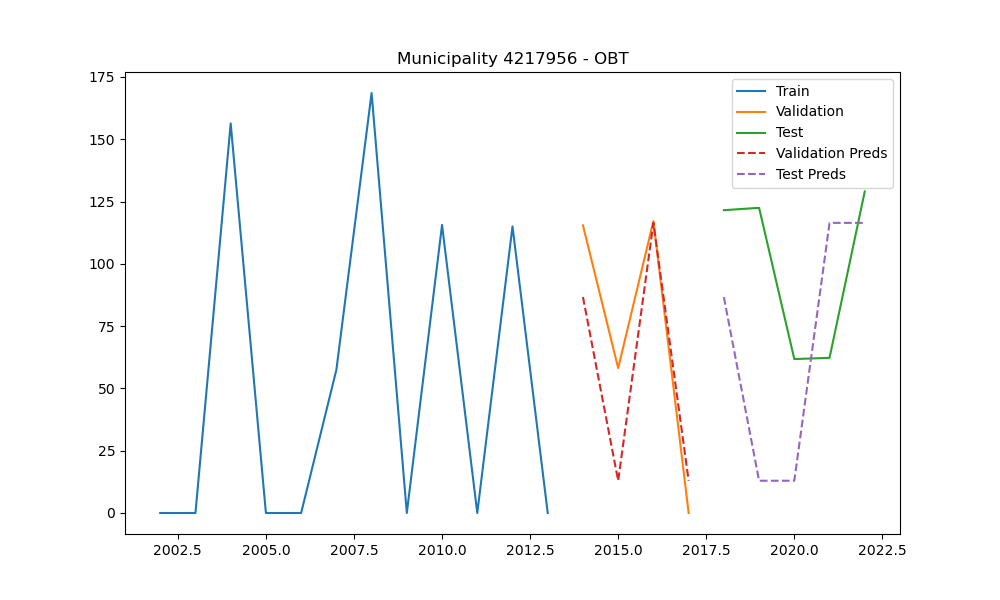 Municipality 4217956 - OBT
175
150
125
100
75
50
25
0
Train
Validation
Test
Validation Preds
Test Preds
2002.5 2005.0 2007.5 2010.0 2012.5 2015.0 2017.5 2020.0 2022.5